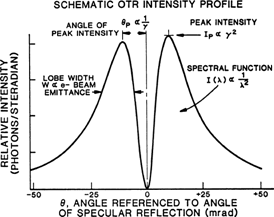 SCHEMATIC OTR INTENSITY PROFILE
ANGLE OF
PEAK INTENSITY
θp ∝ 1/γ
PEAK INTENSITY
Ip ∝ γ²
LOBE WIDTH
W ∝ e- BEAM
EMITTANCE
SPECTRAL FUNCTION
I (λ) ∝ 1/λ²
RELATIVE INTENSITY
(PHOTONS/STERADIAN)
-50 -25 0 +25 +50
θ, ANGLE REFERENCED TO
ANGLE OF SPECULAR REFLECTION (mrad)